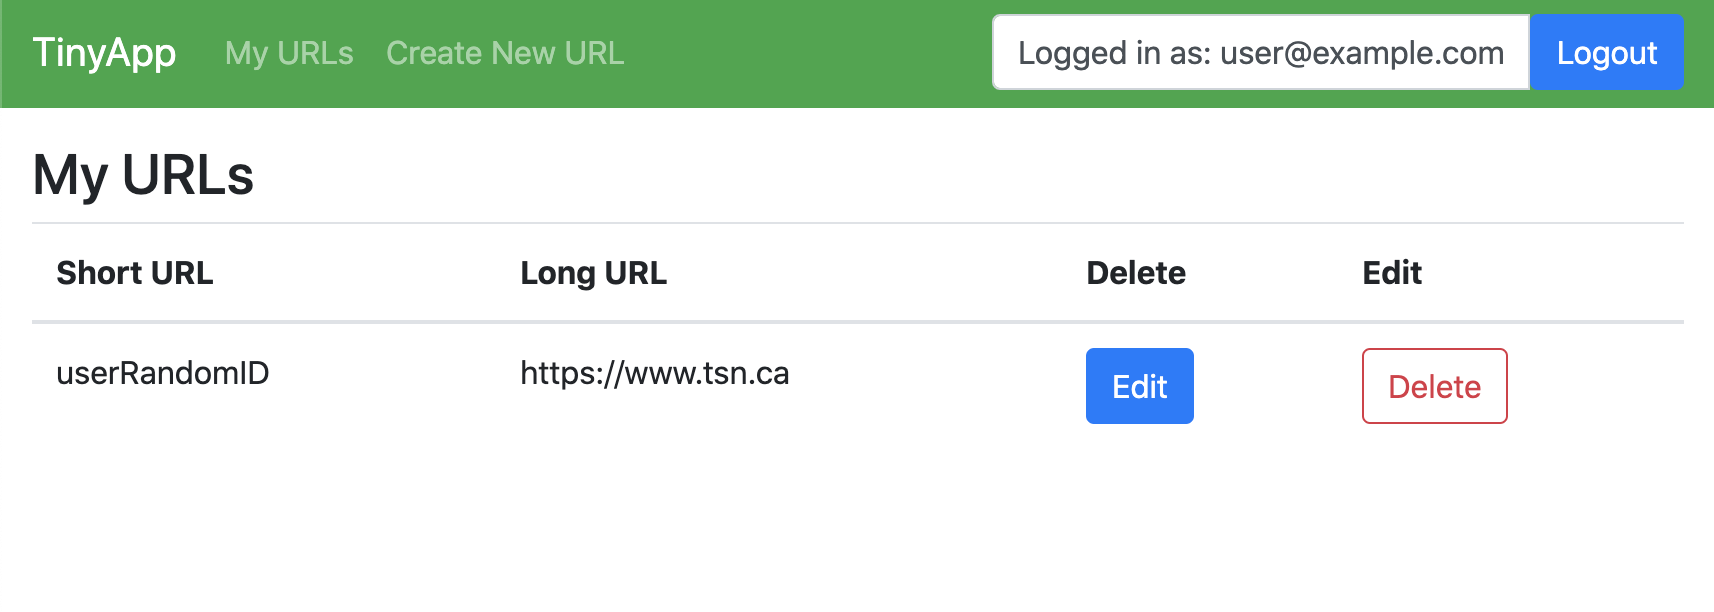 TinyApp My URLs Create New URL Logged in as: user@example.com Logout
My URLs
Short URL Long URL Delete Edit
userRandomID https://www.tsn.ca Edit Delete